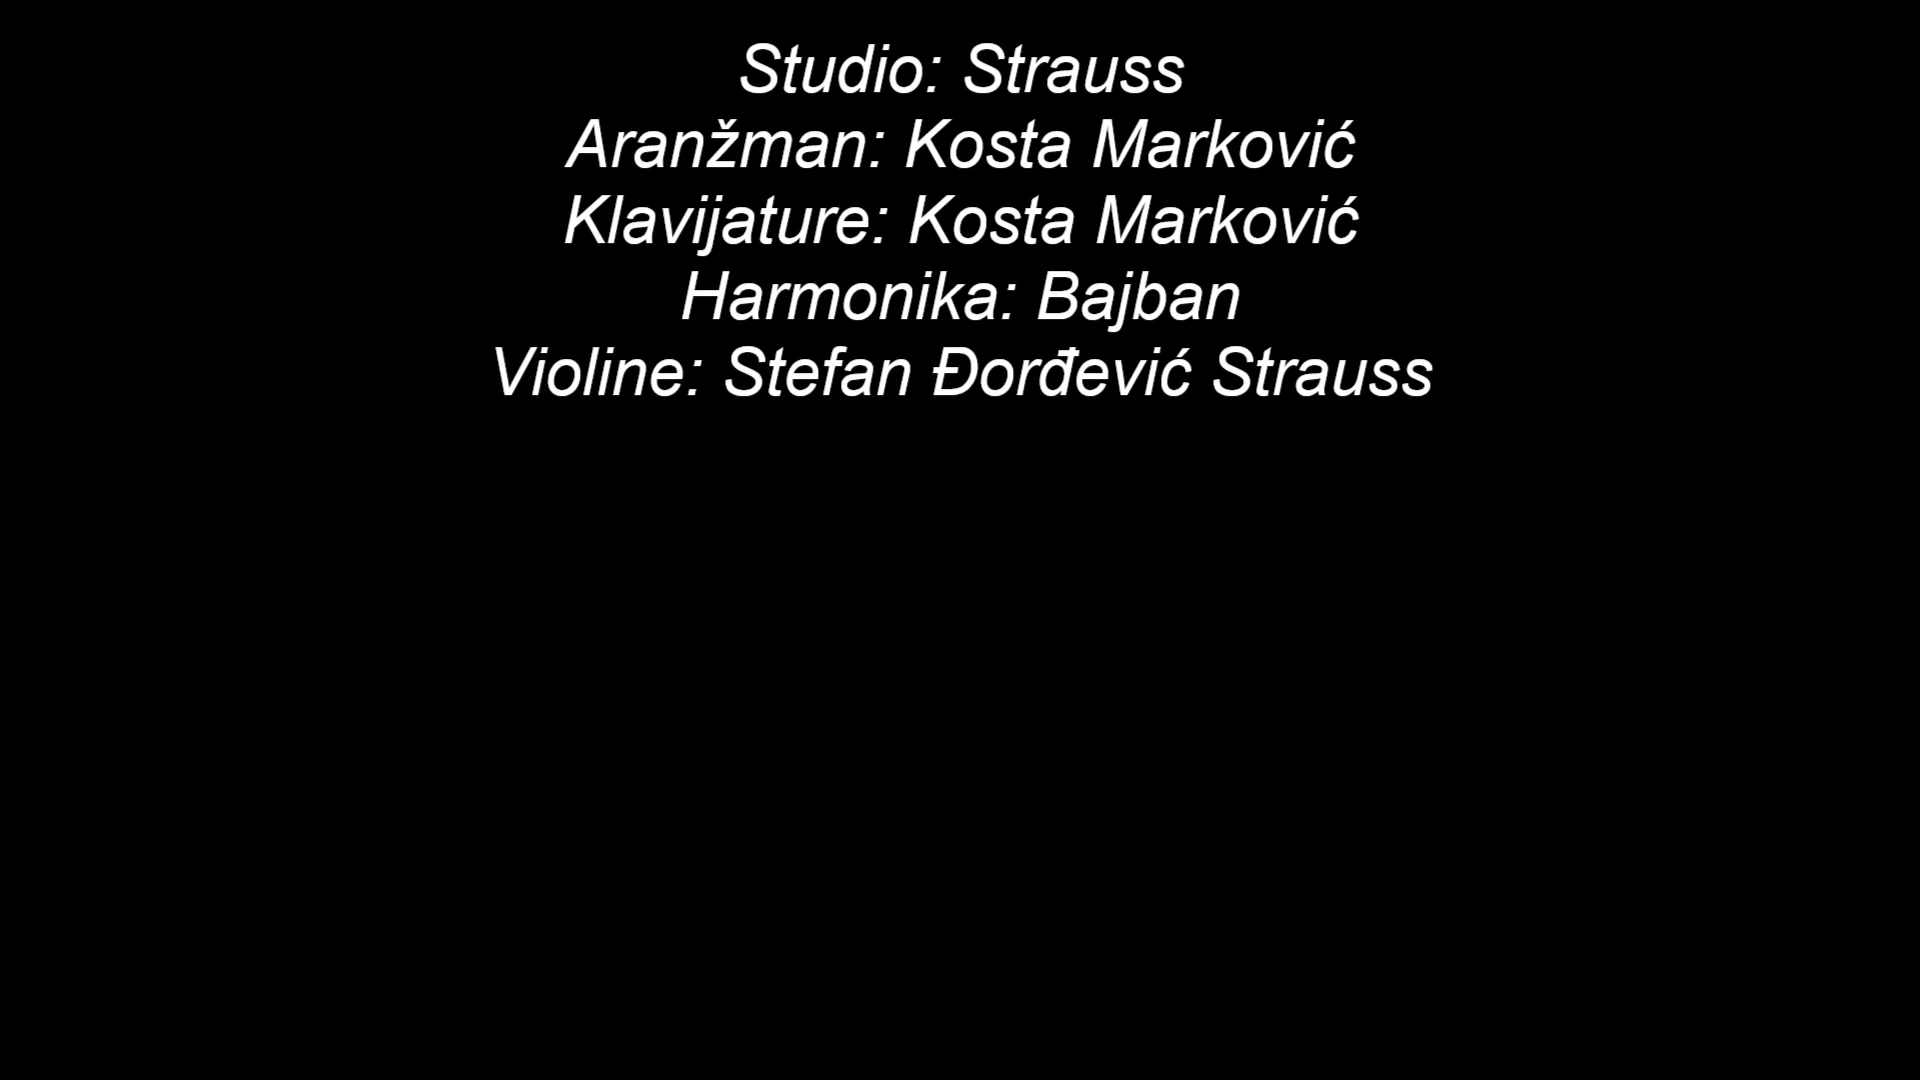 Studio: Strauss
Aranžman: Kosta Marković
Klavijature: Kosta Marković
Harmonika: Bajban
Violine: Stefan Đorđević Strauss